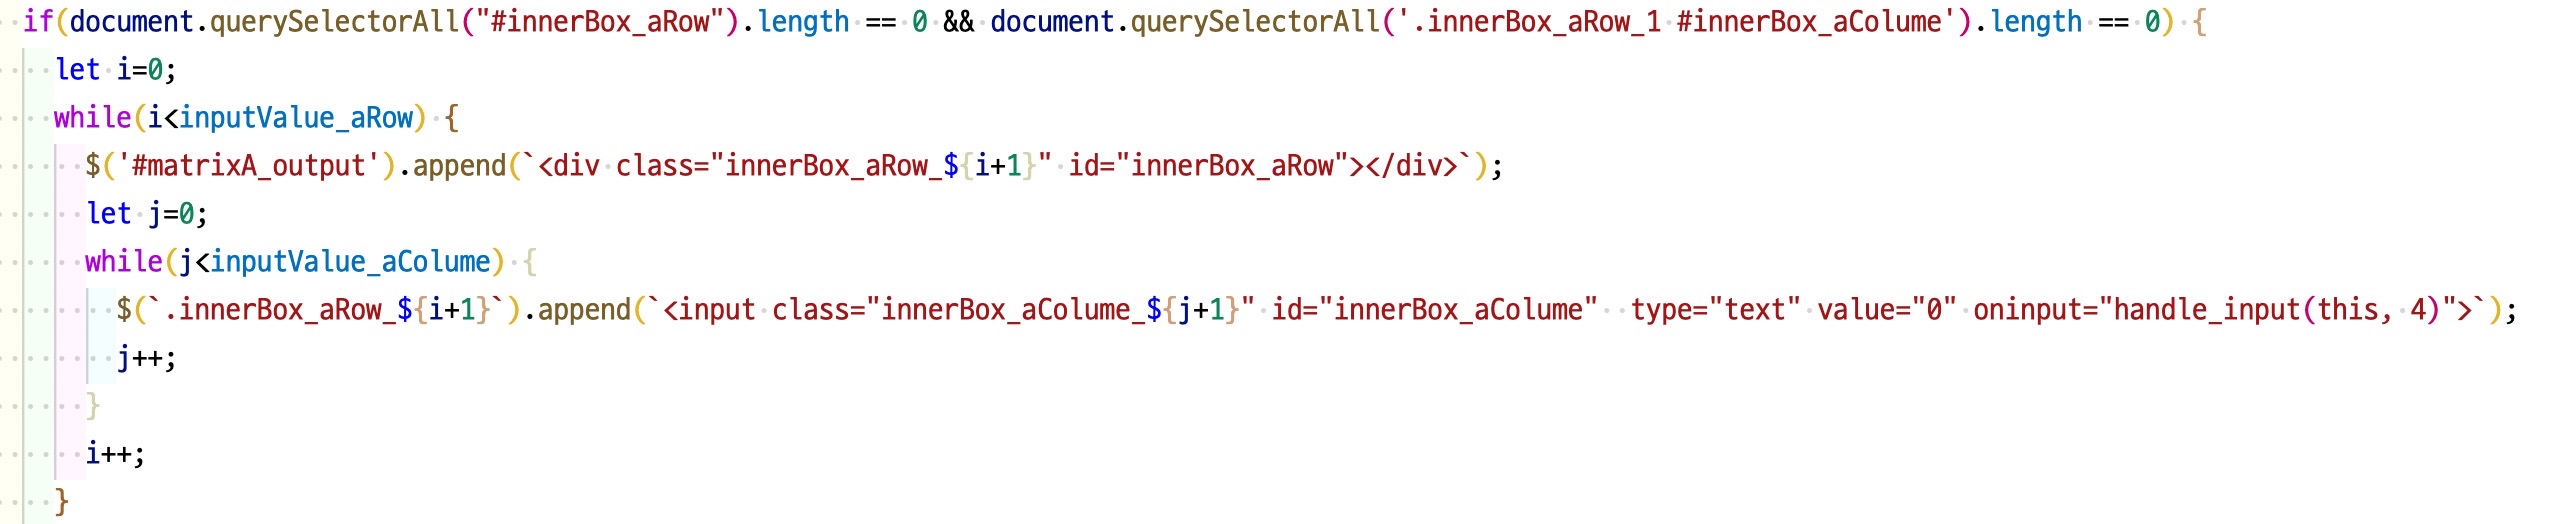 if(document.querySelectorAll("#innerBox_aRow").length == 0 && document.querySelectorAll('.innerBox_aRow_1 #innerBox_aColume').length == 0) {
let i=0;
while(i<inputValue_aRow) {
$('#matrixA_output').append(`<div class="innerBox_aRow_${i+1}" id="innerBox_aRow"></div>`);
let j=0;
while(j<inputValue_aColume) {
$(`.innerBox_aRow_${i+1}`).append(`<input class="innerBox_aColume_${j+1}" id="innerBox_aColume"  type="text" value="0" oninput="handle_input(this, 4)">`);
j++;
}
i++;
}